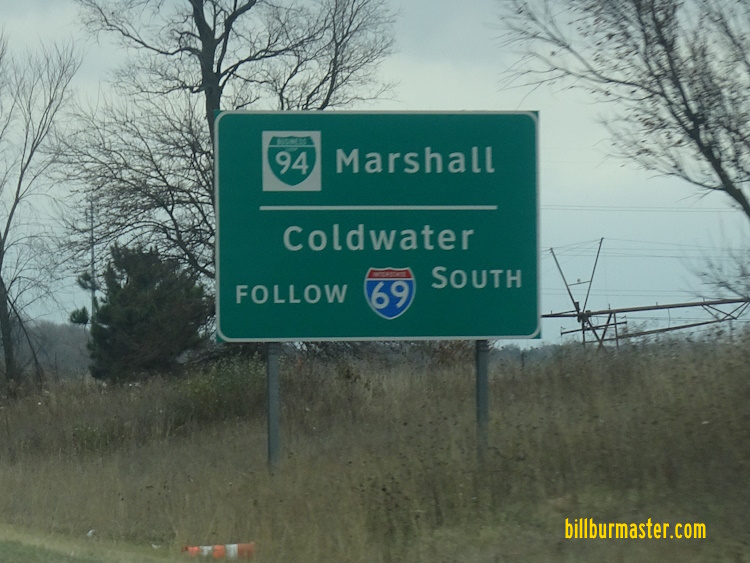 BUSINESS
94 Marshall
Coldwater
FOLLOW INTERSTATE 69 SOUTH
billburmaster.com